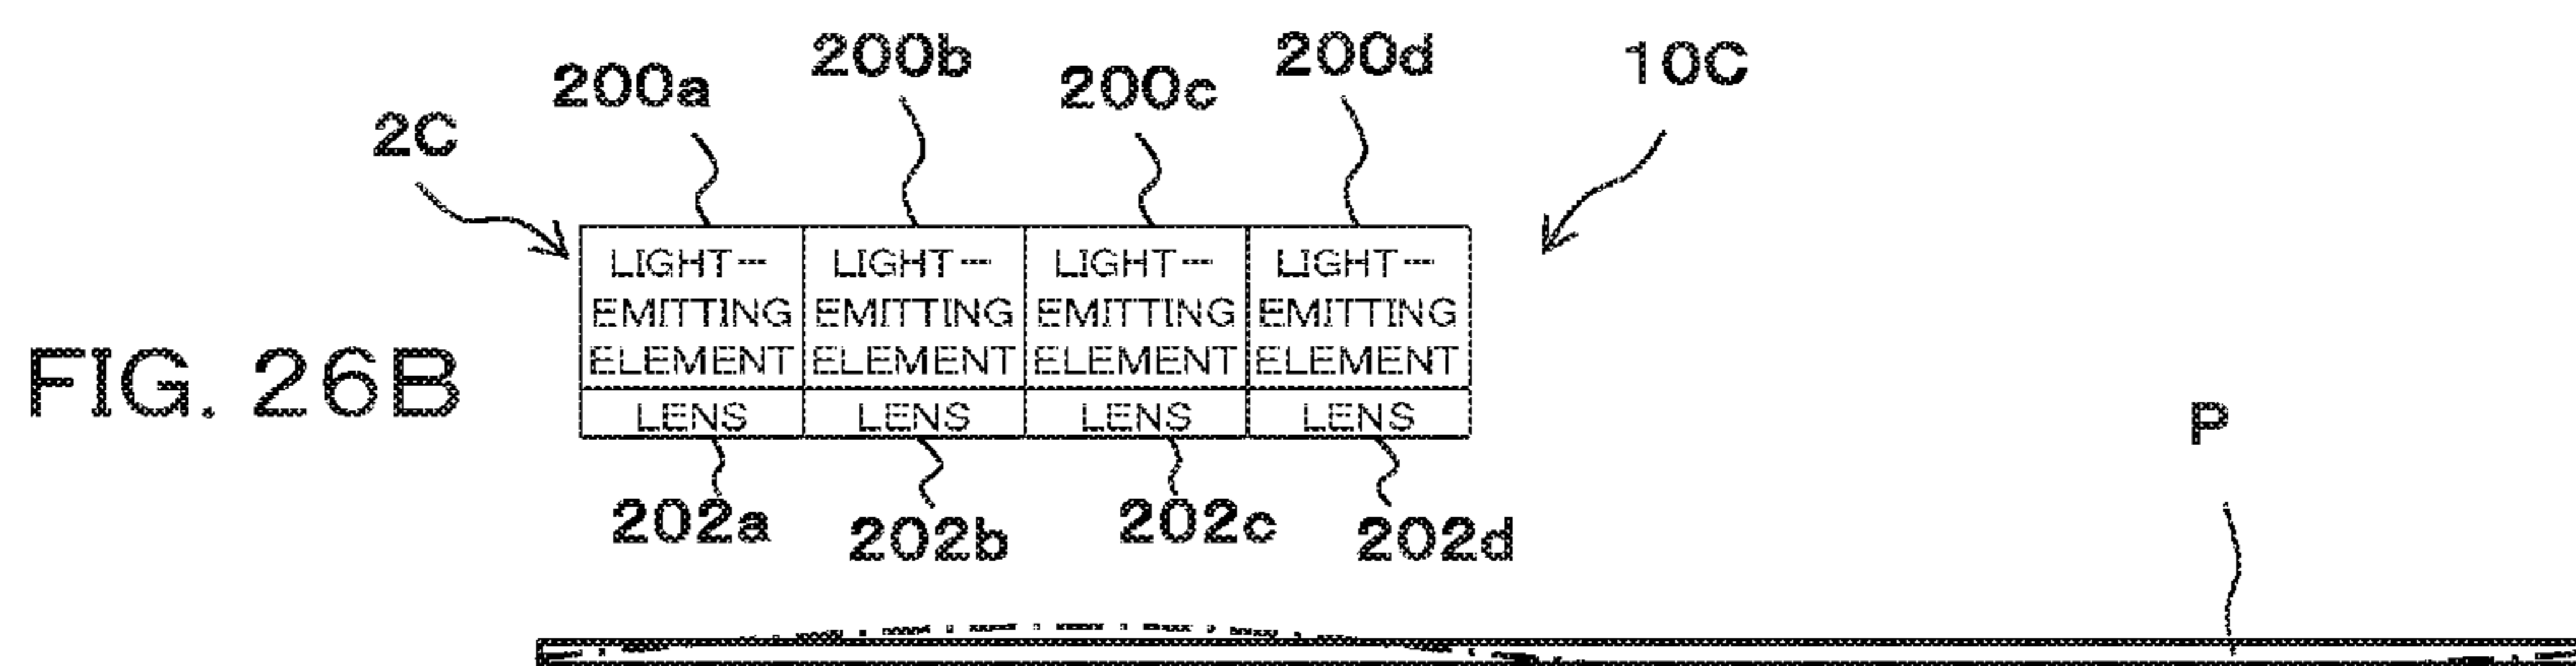 200a 200b 200c 200d 10C
2C
LIGHT- LIGHT- LIGHT- LIGHT-
EMITTING EMITTING EMITTING EMITTING
ELEMENT ELEMENT ELEMENT ELEMENT
FIG. 26B
LENS LENS LENS LENS
P
202a 202b 202c 202d